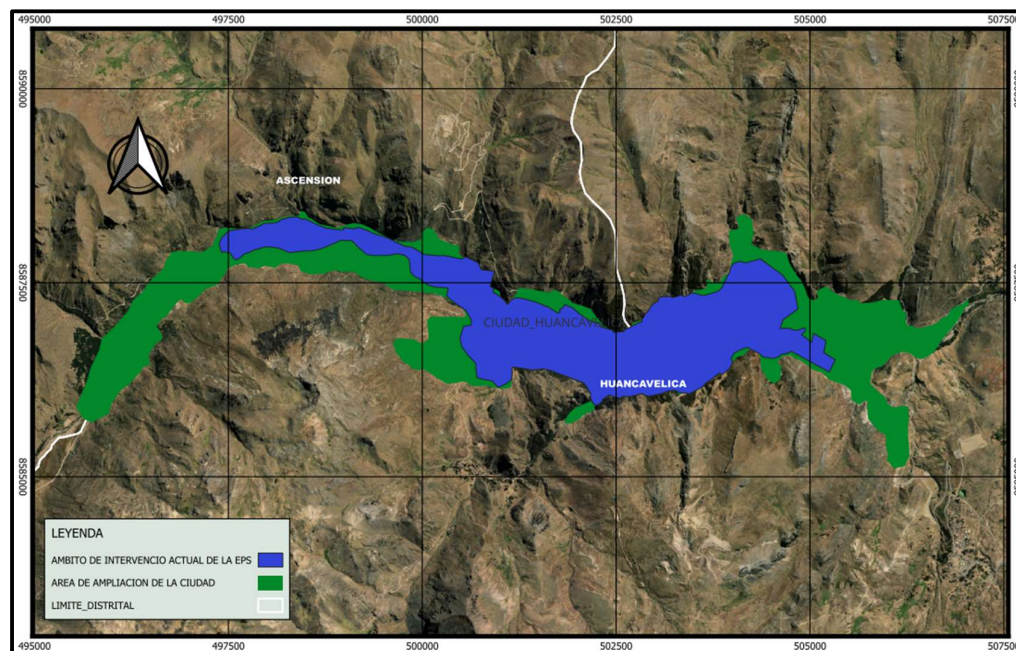 495000 497500 500000 502500 505000 507500
8590000
ASCENSION
8587500
CIUDAD_HUANCAVELICA
HUANCAVELICA
8585000
LEYENDA
AMBITO DE INTERVENCIO ACTUAL DE LA EPS
AREA DE AMPLIACION DE LA CIUDAD
LIMITE_DISTRITAL
495000 497500 500000 502500 505000 507500